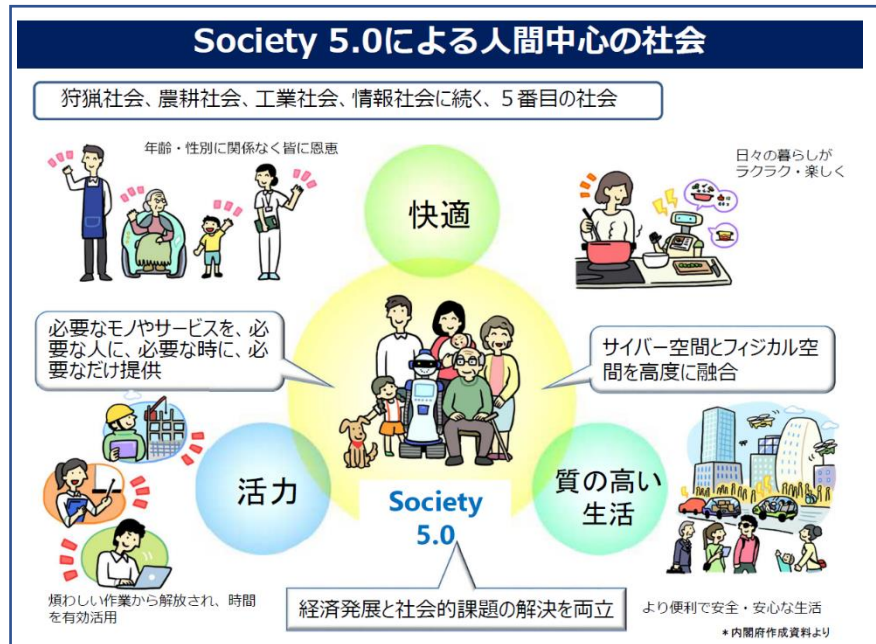 Society 5.0による人間中心の社会
狩猟社会、農耕社会、工業社会、情報社会に続く、５番目の社会
年齢・性別に関係なく皆に恩恵
快適
日々の暮らしが
ラクラク・楽しく
必要なモノやサービスを、必
要な人に、必要な時に、必
要なだけ提供
サイバー空間とフィジカル空
間を高度に融合
活力
Society
5.0
質の高い
生活
煩わしい作業から解放され、時間
を有効活用
経済発展と社会的課題の解決を両立
より便利で安全・安心な生活
＊内閣府作成資料より